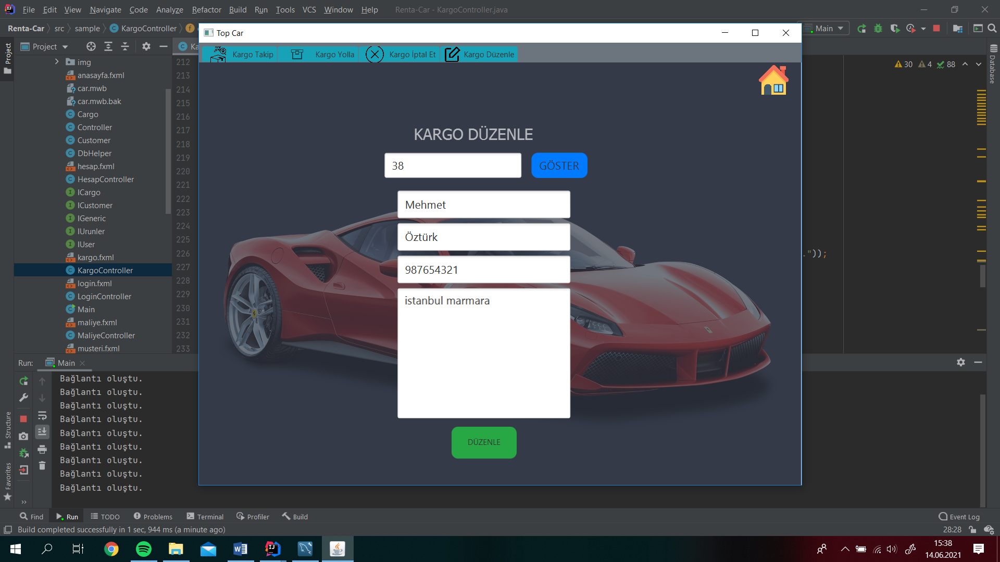 File Edit View Navigate Code Analyze Refactor Build Run Tools VCS Window Help Renta-Car - KargoController.java
Renta-Car src sample KargoController Main
Top Car
Project
Kargo Takip Kargo Yolla Kargo İptal Et Kargo Düzenle
30 4 88
img
anasayfa.fxml
car.mwb
car.mwb.bak
Cargo
Controller
Customer
DbHelper
hesap.fxml
HesapController
ICargo
ICustomer
IGeneric
IUrunler
IUser
kargo.fxml
KargoController
login.fxml
LoginController
Main
maliye.fxml
MaliyeController
musteri.fxml
212
213
214
215
216
217
218
219
220
221
222
223
224
225
226
227
228
229
230
231
232
233
."));
KARGO DÜZENLE
38 GÖSTER
Mehmet
Öztürk
987654321
istanbul marmara
DÜZENLE
Project
Structure
Favorites
Database
Run: Main
Bağlantı oluştu.
Bağlantı oluştu.
Bağlantı oluştu.
Bağlantı oluştu.
Bağlantı oluştu.
Bağlantı oluştu.
Bağlantı oluştu.
Bağlantı oluştu.
Bağlantı oluştu.
Find Run TODO Problems Terminal Profiler Build Event Log
Build completed successfully in 1 sec, 944 ms (a minute ago) 28:28
15:38
14.06.2021